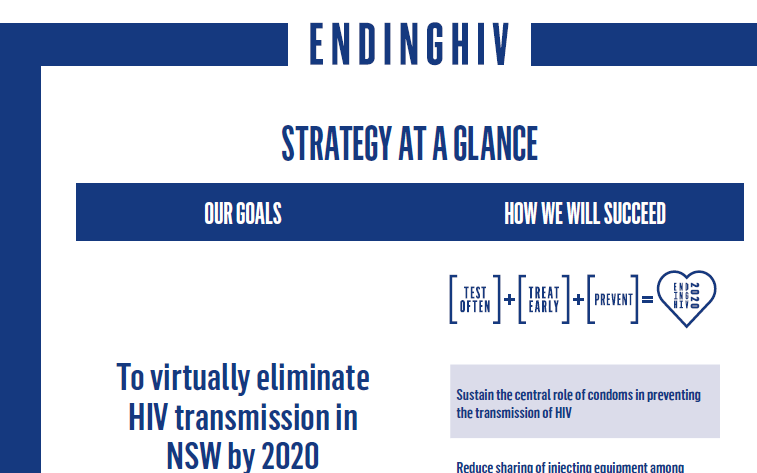 ENDINGHIV
STRATEGY AT A GLANCE
OUR GOALS
HOW WE WILL SUCCEED
[TEST OFTEN] + [TREAT EARLY] + [PREVENT] = ENDING HIV 2020
To virtually eliminate
HIV transmission in
NSW by 2020
Sustain the central role of condoms in preventing
the transmission of HIV
Reduce sharing of injecting equipment among